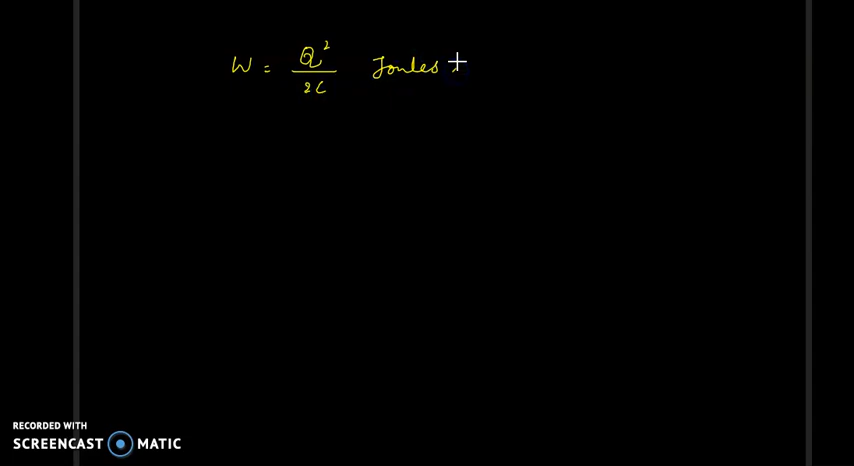 W = Q² / 2C Joules
RECORDED WITH
SCREENCAST MATIC